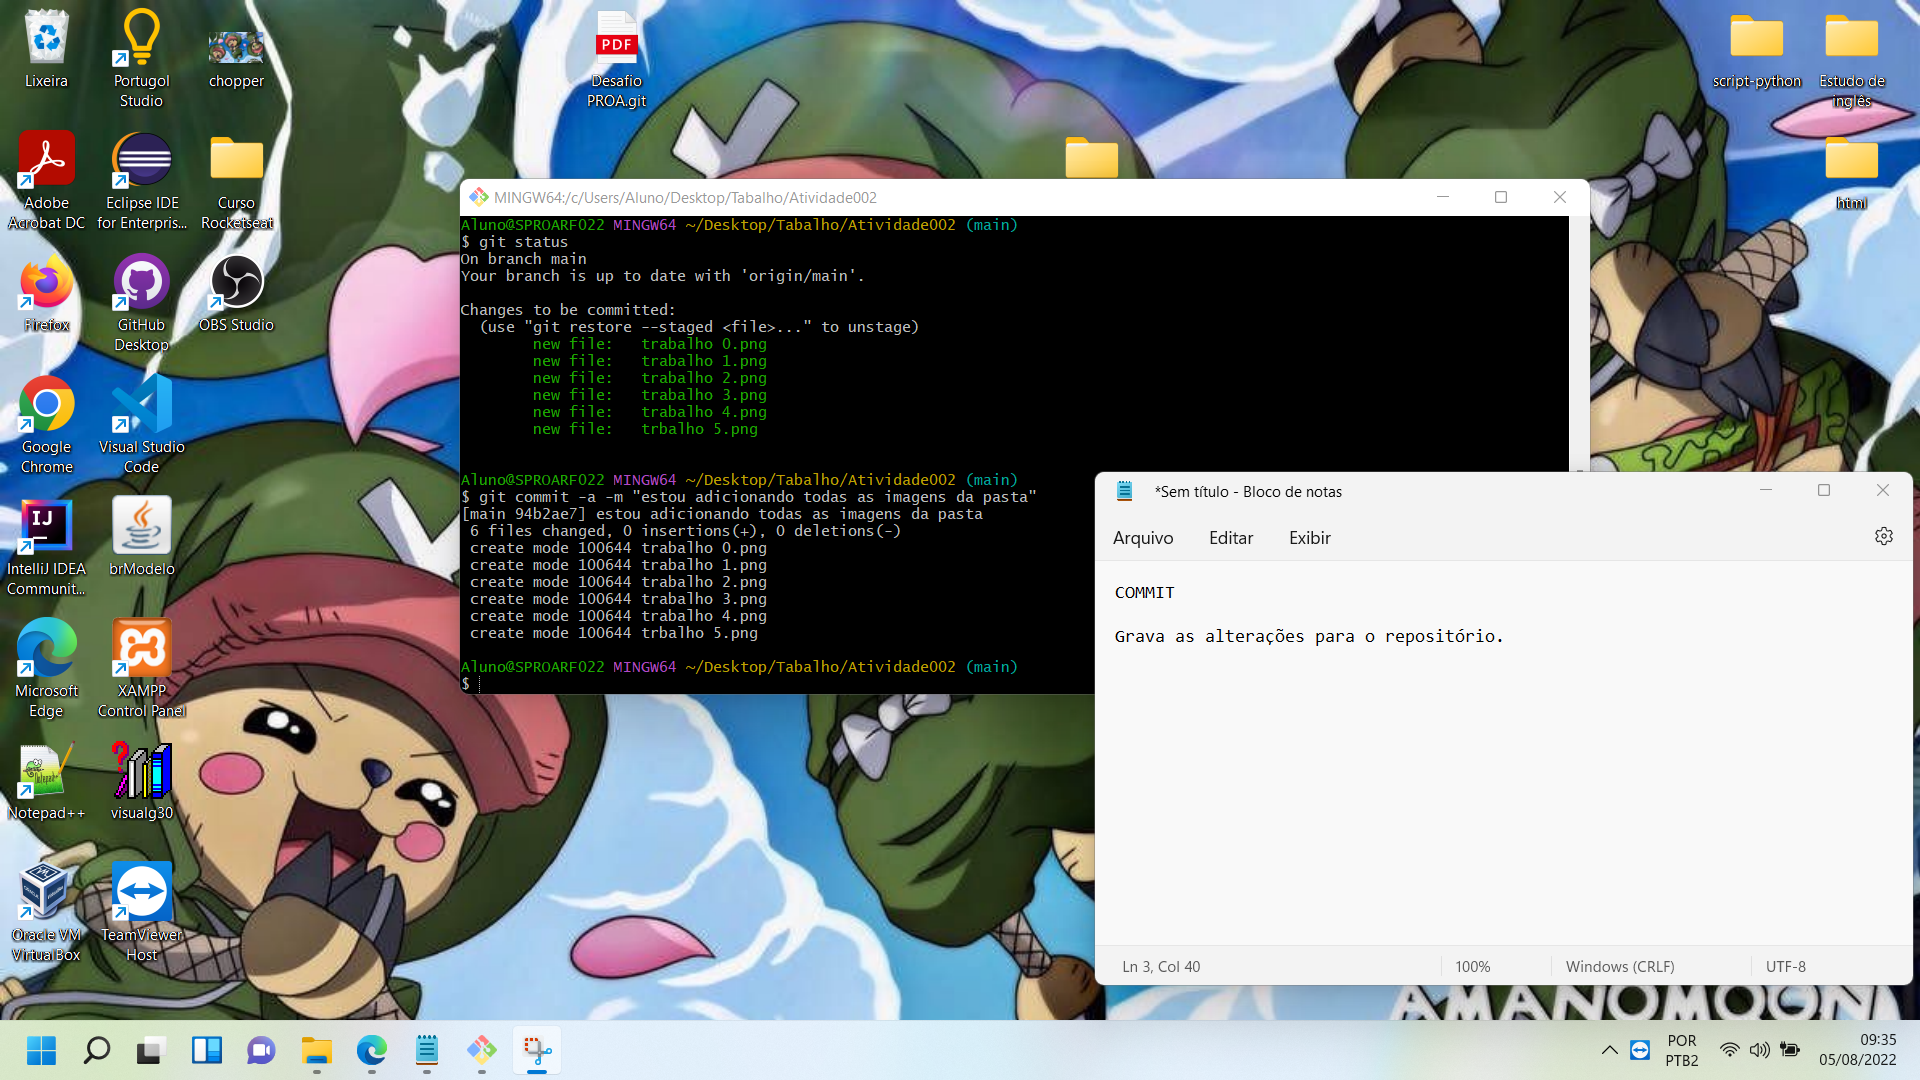 Lixeira
Portugol
Studio
chopper
PDF
Desafio
PROA.git
script-python
Estudo de
inglês
Adobe
Acrobat DC
Eclipse IDE
for Enterpris...
Curso
Rocketseat
html
Firefox
GitHub
Desktop
OBS Studio
Google
Chrome
Visual Studio
Code
IJ
IntelliJ IDEA
Communit...
brModelo
Microsoft
Edge
XAMPP
Control Panel
Notepad++
visualg30
Oracle VM
VirtualBox
TeamViewer
Host
MINGW64:/c/Users/Aluno/Desktop/Tabalho/Atividade002
Aluno@SPROARF022 MINGW64 ~/Desktop/Tabalho/Atividade002 (main)
$ git status
On branch main
Your branch is up to date with 'origin/main'.
Changes to be committed:
(use "git restore --staged <file>..." to unstage)
new file:   trabalho 0.png
new file:   trabalho 1.png
new file:   trabalho 2.png
new file:   trabalho 3.png
new file:   trabalho 4.png
new file:   trbalho 5.png
Aluno@SPROARF022 MINGW64 ~/Desktop/Tabalho/Atividade002 (main)
$ git commit -a -m "estou adicionando todas as imagens da pasta"
[main 94b2ae7] estou adicionando todas as imagens da pasta
6 files changed, 0 insertions(+), 0 deletions(-)
create mode 100644 trabalho 0.png
create mode 100644 trabalho 1.png
create mode 100644 trabalho 2.png
create mode 100644 trabalho 3.png
create mode 100644 trabalho 4.png
create mode 100644 trbalho 5.png
Aluno@SPROARF022 MINGW64 ~/Desktop/Tabalho/Atividade002 (main)
$
*Sem título - Bloco de notas
Arquivo Editar Exibir
COMMIT
Grava as alterações para o repositório.
Ln 3, Col 40 100% Windows (CRLF) UTF-8
POR
PTB2
09:35
05/08/2022